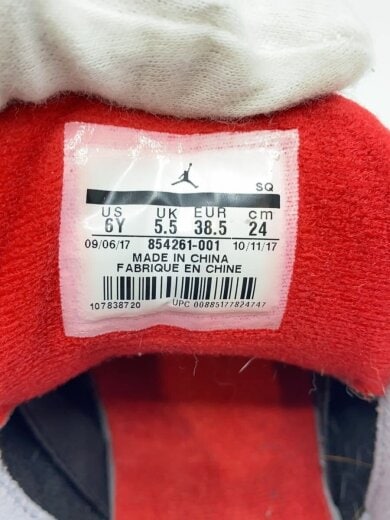 SQ
US UK EUR cm
6Y 5.5 38.5 24
09/06/17 854261-001 10/11/17
MADE IN CHINA
FABRIQUE EN CHINE
107838720 UPC 00885177824747